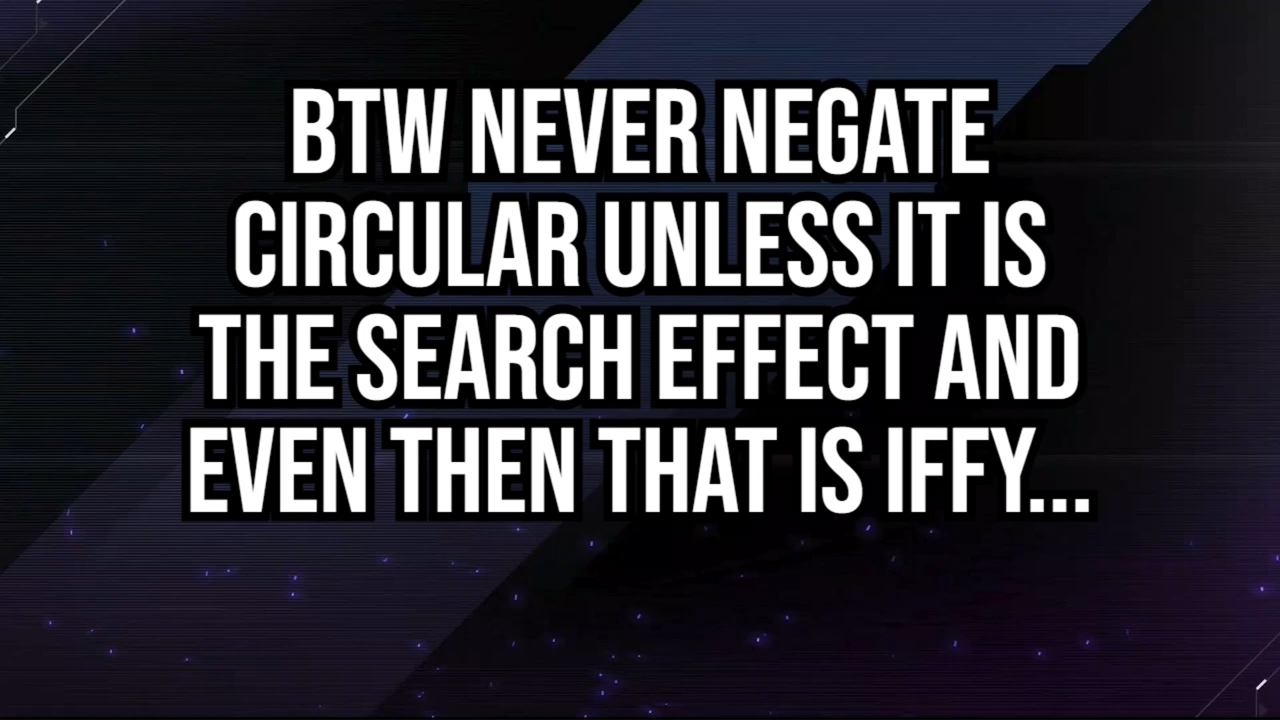 BTW NEVER NEGATE
CIRCULAR UNLESS IT IS
THE SEARCH EFFECT AND
EVEN THEN THAT IS IFFY...